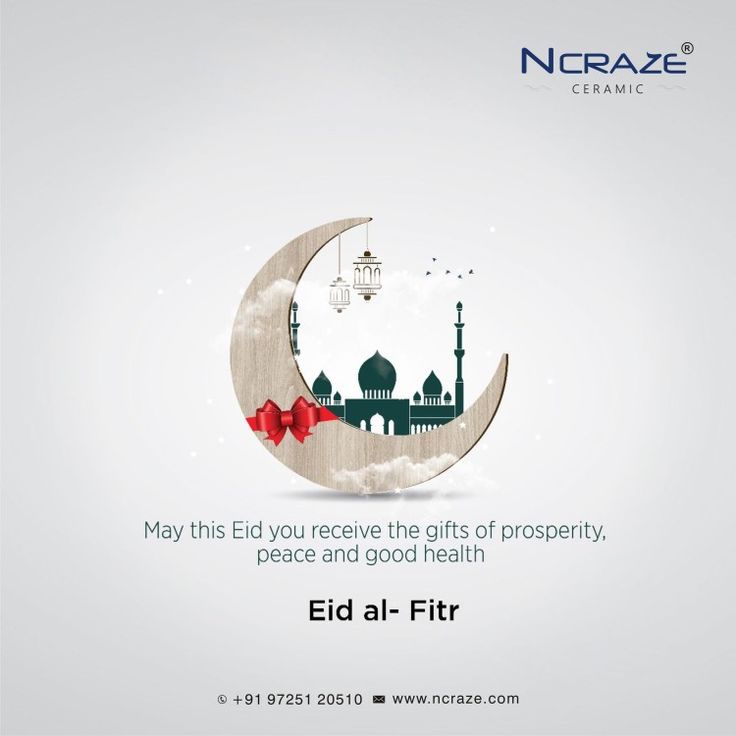 NCRAZE®
CERAMIC
May this Eid you receive the gifts of prosperity,
peace and good health
Eid al- Fitr
+91 97251 20510 www.ncraze.com